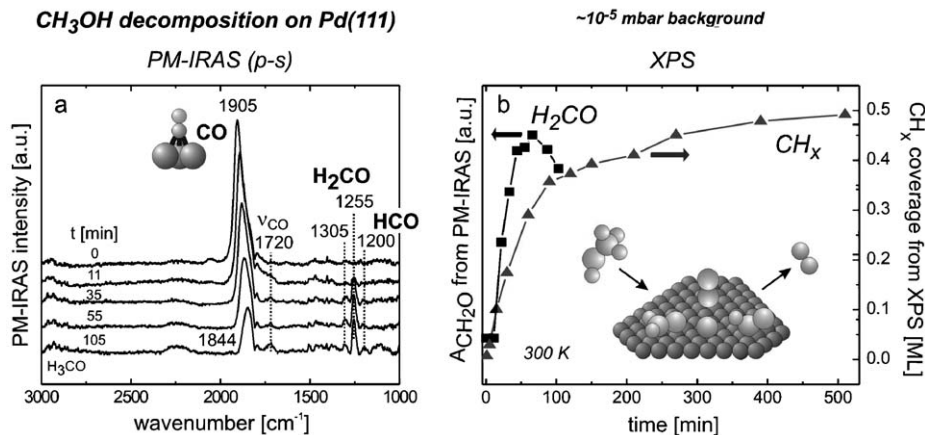 CH3OH decomposition on Pd(111)
~10-5 mbar background
PM-IRAS (p-s)
XPS
a
1905
CO
H2CO
1255
HCO
νCO
1720
1305
1200
t [min]
0
11
35
55
105
1844
H3CO
PM-IRAS intensity [a.u.]
3000
2500
2000
1500
1000
wavenumber [cm-1]
b
H2CO
CHx
300 K
ACH2O from PM-IRAS [a.u.]
0
100
200
300
400
500
time [min]
0.5
0.4
0.3
0.2
0.1
0.0
CHx coverage from XPS [ML]